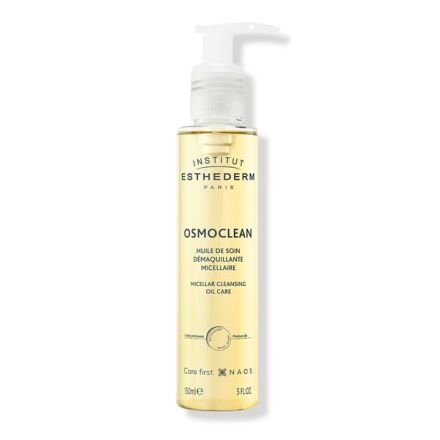 INSTITUT
ESTHEDERM
PARIS
OSMOCLEAN
HUILE DE SOIN
DÉMAQUILLANTE
MICELLAIRE
MICELLAR CLEANSING
OIL CARE
Care first. NAOS
150ml e 5 FL.OZ.